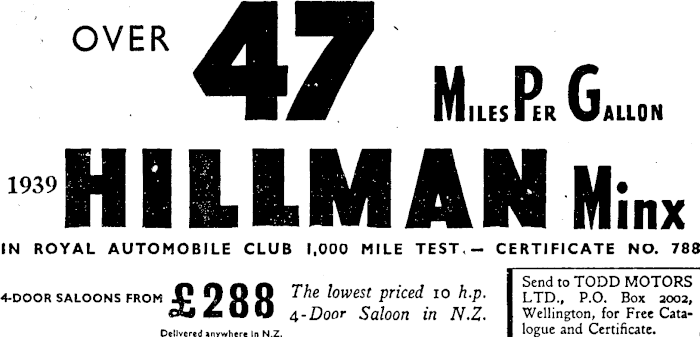 OVER 47 MILES PER GALLON
1939 HILLMAN Minx
IN ROYAL AUTOMOBILE CLUB 1,000 MILE TEST. — CERTIFICATE NO. 788
4-DOOR SALOONS FROM £288
Delivered anywhere in N.Z.
The lowest priced 10 h.p.
4-Door Saloon in N.Z.
Send to TODD MOTORS
LTD., P.O. Box 2002,
Wellington, for Free Cata-
logue and Certificate.